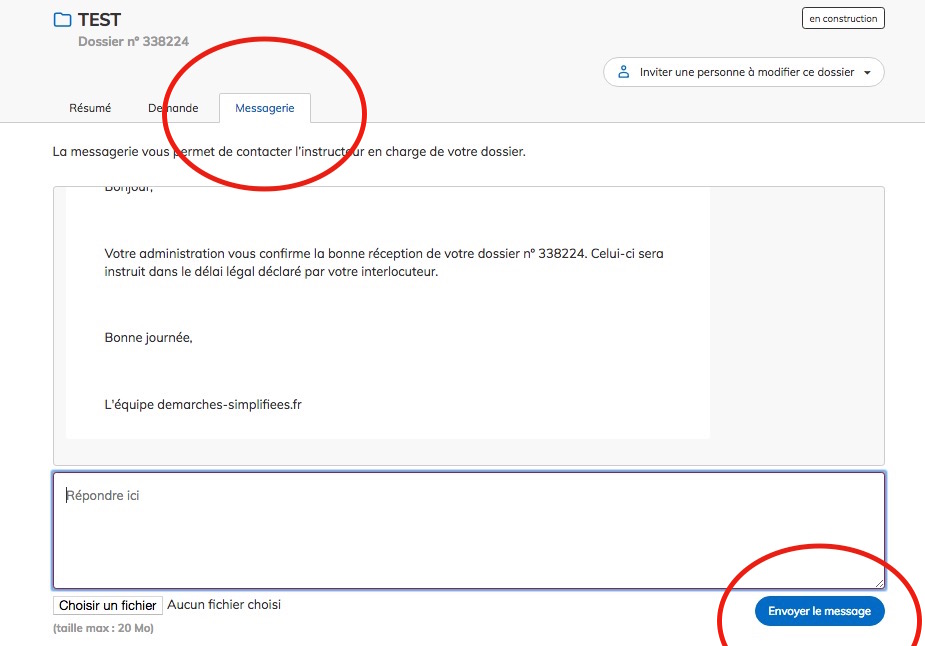 TEST
en construction
Dossier nº 338224
Inviter une personne à modifier ce dossier
Résumé Demande Messagerie
La messagerie vous permet de contacter l'instructeur en charge de votre dossier.
Bonjour,
Votre administration vous confirme la bonne réception de votre dossier nº 338224. Celui-ci sera
instruit dans le délai légal déclaré par votre interlocuteur.
Bonne journée,
L'équipe demarches-simplifiees.fr
Répondre ici
Choisir un fichier Aucun fichier choisi
Envoyer le message
(taille max : 20 Mo)